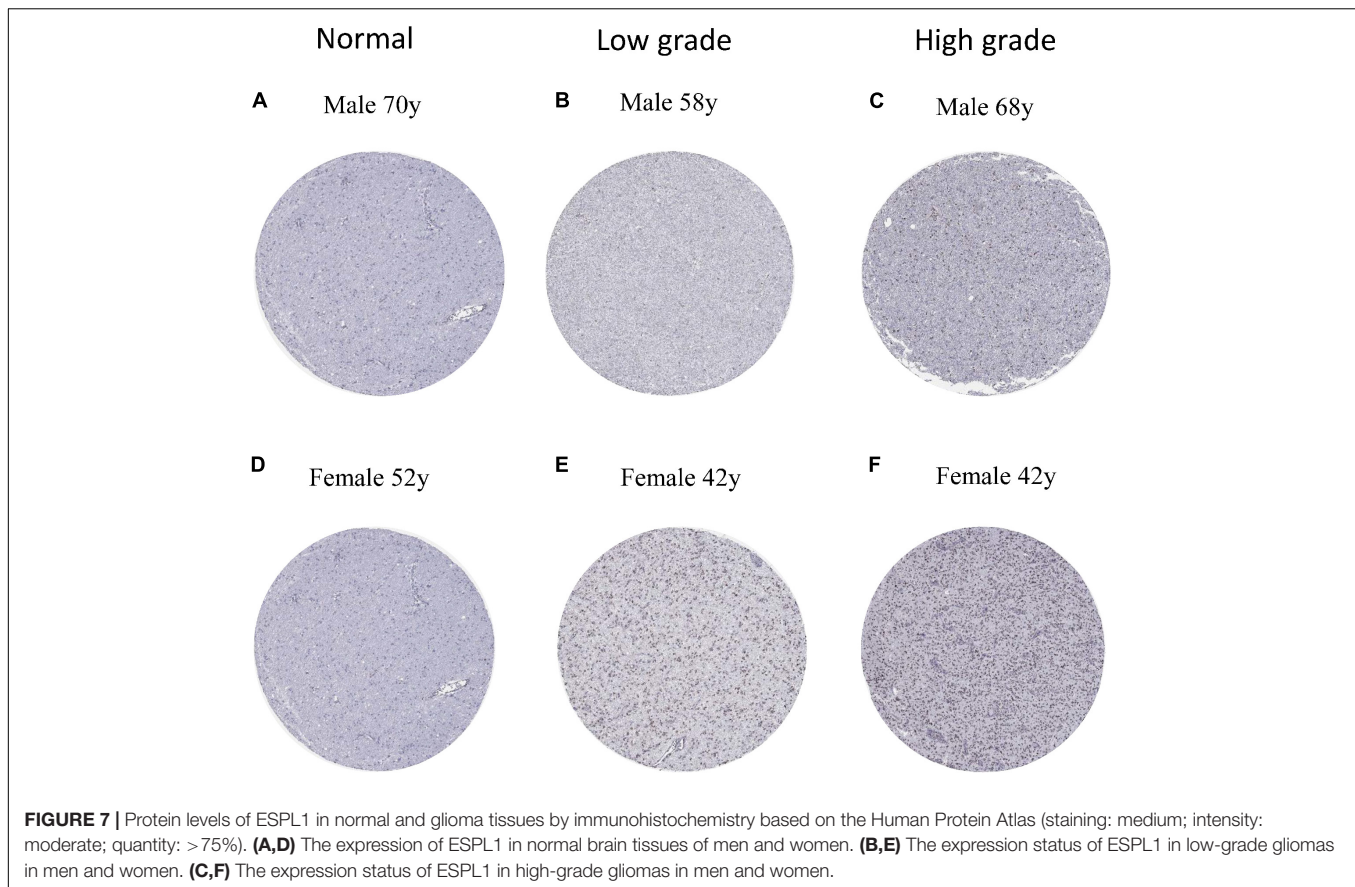 Normal
Low grade
High grade
A
Male 70y
B
Male 58y
C
Male 68y
D
Female 52y
E
Female 42y
F
Female 42y
FIGURE 7 | Protein levels of ESPL1 in normal and glioma tissues by immunohistochemistry based on the Human Protein Atlas (staining: medium; intensity:
moderate; quantity: >75%). (A,D) The expression of ESPL1 in normal brain tissues of men and women. (B,E) The expression status of ESPL1 in low-grade gliomas
in men and women. (C,F) The expression status of ESPL1 in high-grade gliomas in men and women.